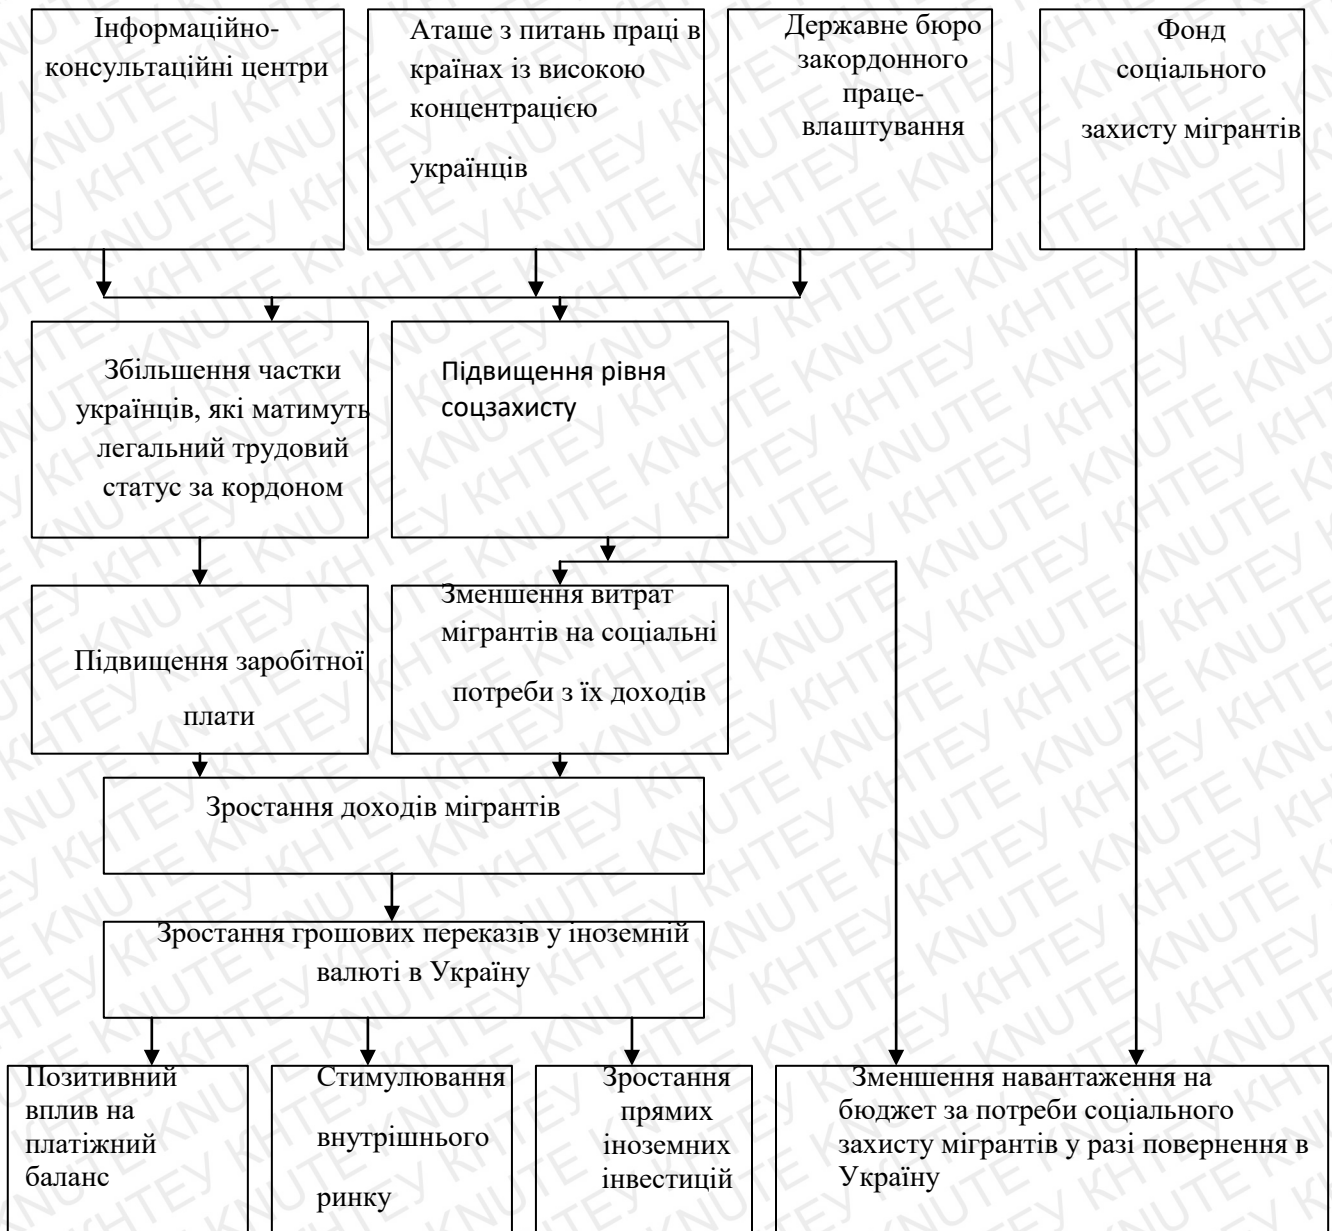 Інформаційно-
консультаційні центри
Аташе з питань праці в
країнах із високою
концентрацією
українців
Державне бюро
закордонного
праце-
влаштування
Фонд
соціального
захисту мігрантів
Збільшення частки
українців, які матимуть
легальний трудовий
статус за кордоном
Підвищення рівня
соцзахисту
Підвищення заробітної
плати
Зменшення витрат
мігрантів на соціальні
потреби з їх доходів
Зростання доходів мігрантів
Зростання грошових переказів у іноземній
валюті в Україну
Позитивний
вплив на
платіжний
баланс
Стимулювання
внутрішнього
ринку
Зростання
прямих
іноземних
інвестицій
Зменшення навантаження на
бюджет за потреби соціального
захисту мігрантів у разі повернення в
Україну